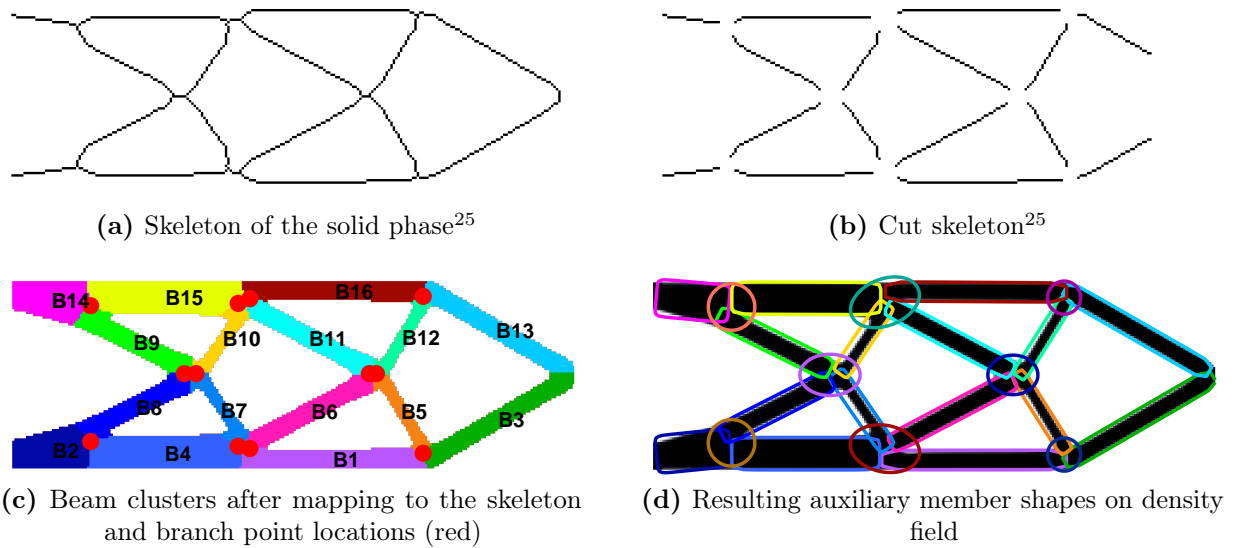 (a) Skeleton of the solid phase25
(b) Cut skeleton25
B14
B15
B16
B9
B10
B11
B12
B13
B8
B7
B6
B5
B3
B2
B4
B1
(c) Beam clusters after mapping to the skeleton
and branch point locations (red)
(d) Resulting auxiliary member shapes on density
field